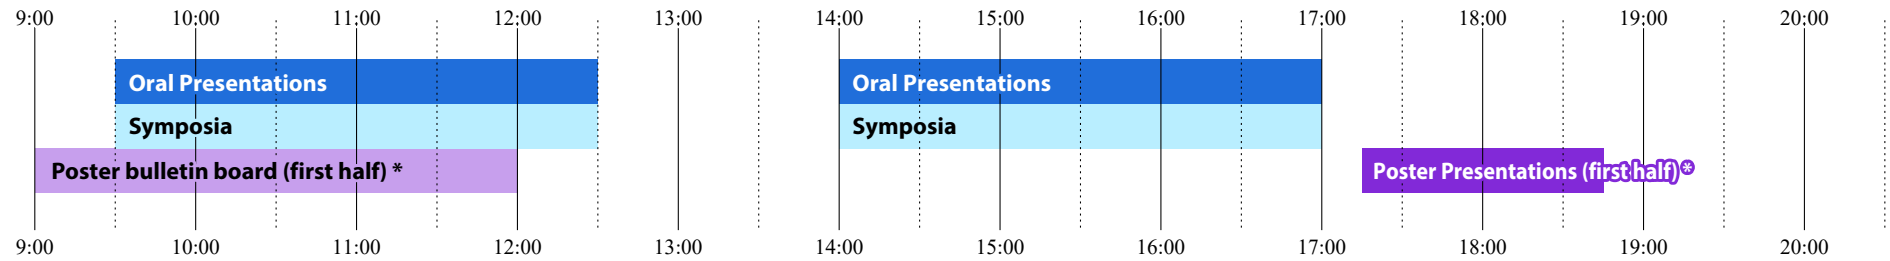 9:00 10:00 11:00 12:00 13:00 14:00 15:00 16:00 17:00 18:00 19:00 20:00
Oral Presentations Oral Presentations
Symposia Symposia
Poster bulletin board (first half) * Poster Presentations (first half) *
9:00 10:00 11:00 12:00 13:00 14:00 15:00 16:00 17:00 18:00 19:00 20:00